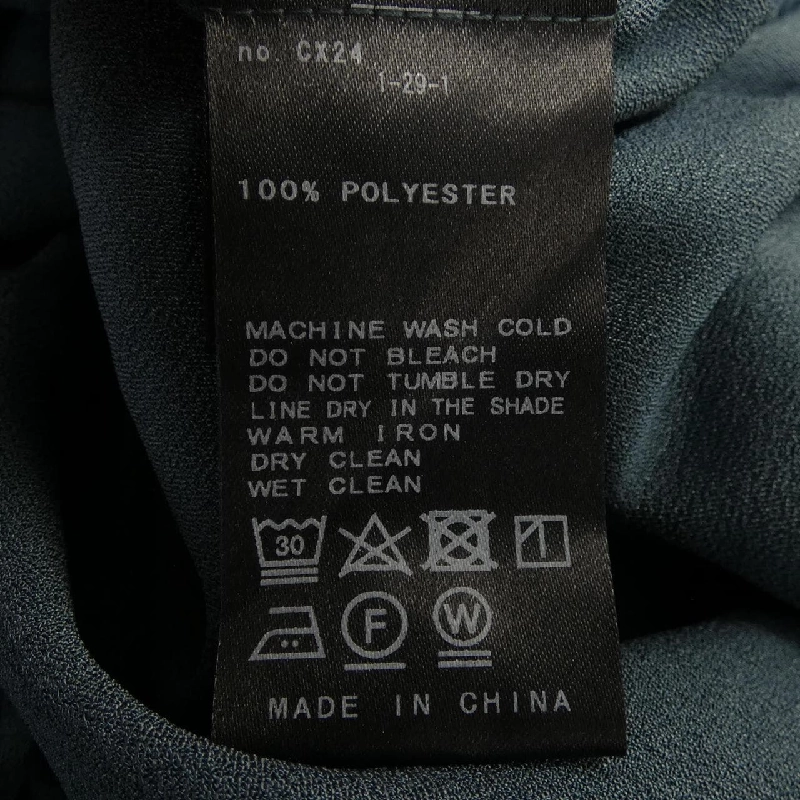 no. CX24
1-29-1
100% POLYESTER
MACHINE WASH COLD
DO NOT BLEACH
DO NOT TUMBLE DRY
LINE DRY IN THE SHADE
WARM IRON
DRY CLEAN
WET CLEAN
30
F W
MADE IN CHINA